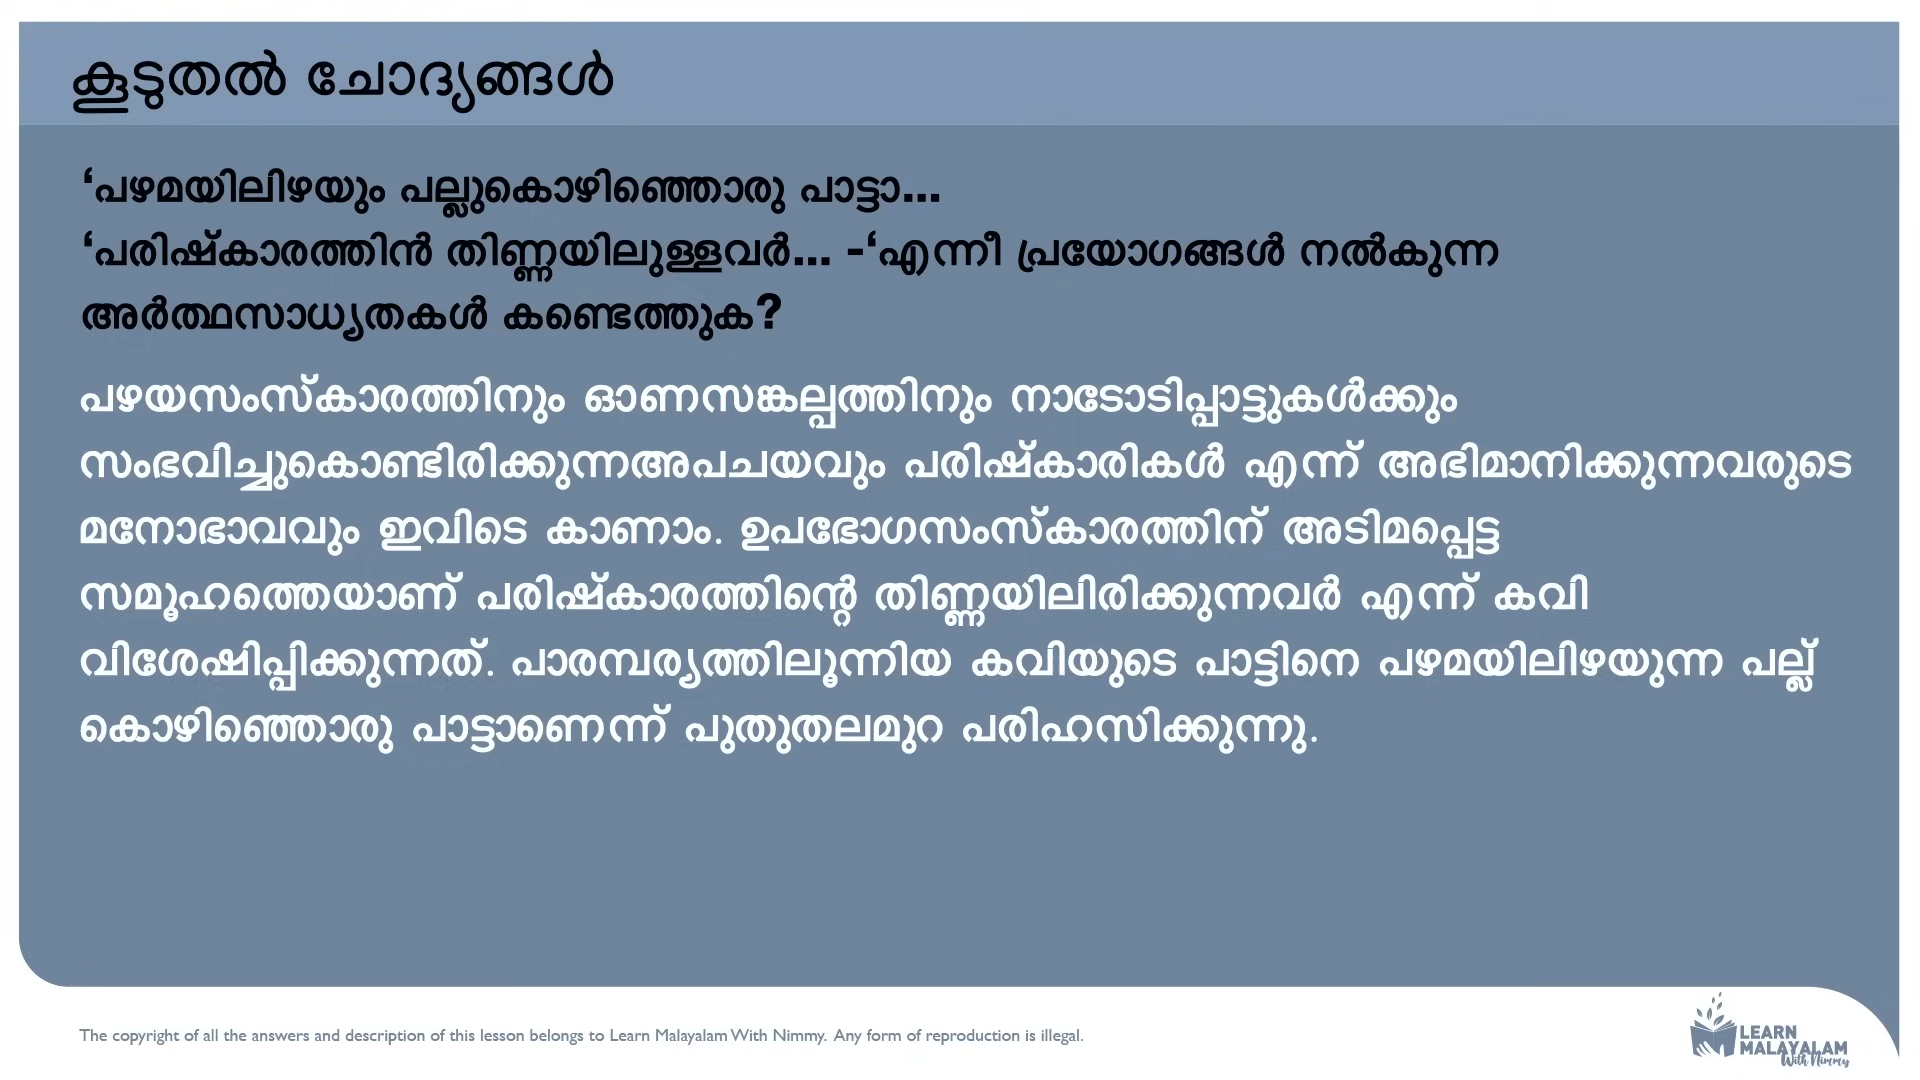 കൂടുതൽ ചോദ്യങ്ങൾ
‘പഴമയിലിഴയും പല്ലുകൊഴിഞ്ഞൊരു പാട്ടാ...
‘പരിഷ്കാരത്തിൻ തിണ്ണയിലുള്ളവർ... -‘എന്നീ പ്രയോഗങ്ങൾ നൽകുന്ന
അർത്ഥസാധ്യതകൾ കണ്ടെത്തുക?
പഴയസംസ്കാരത്തിനും ഓണസങ്കല്പത്തിനും നാടോടിപ്പാട്ടുകൾക്കും
സംഭവിച്ചുകൊണ്ടിരിക്കുന്നഅപചയവും പരിഷ്കാരികൾ എന്ന് അഭിമാനിക്കുന്നവരുടെ
മനോഭാവവും ഇവിടെ കാണാം. ഉപഭോഗസംസ്കാരത്തിന് അടിമപ്പെട്ട
സമൂഹത്തെയാണ് പരിഷ്കാരത്തിന്റെ തിണ്ണയിലിരിക്കുന്നവർ എന്ന് കവി
വിശേഷിപ്പിക്കുന്നത്. പാരമ്പര്യത്തിലൂന്നിയ കവിയുടെ പാട്ടിനെ പഴമയിലിഴയുന്ന പല്ല്
കൊഴിഞ്ഞൊരു പാട്ടാണെന്ന് പുതുതലമുറ പരിഹസിക്കുന്നു.
The copyright of all the answers and description of this lesson belongs to Learn Malayalam With Nimmy. Any form of reproduction is illegal.
LEARN
MALAYALAM
With Nimmy